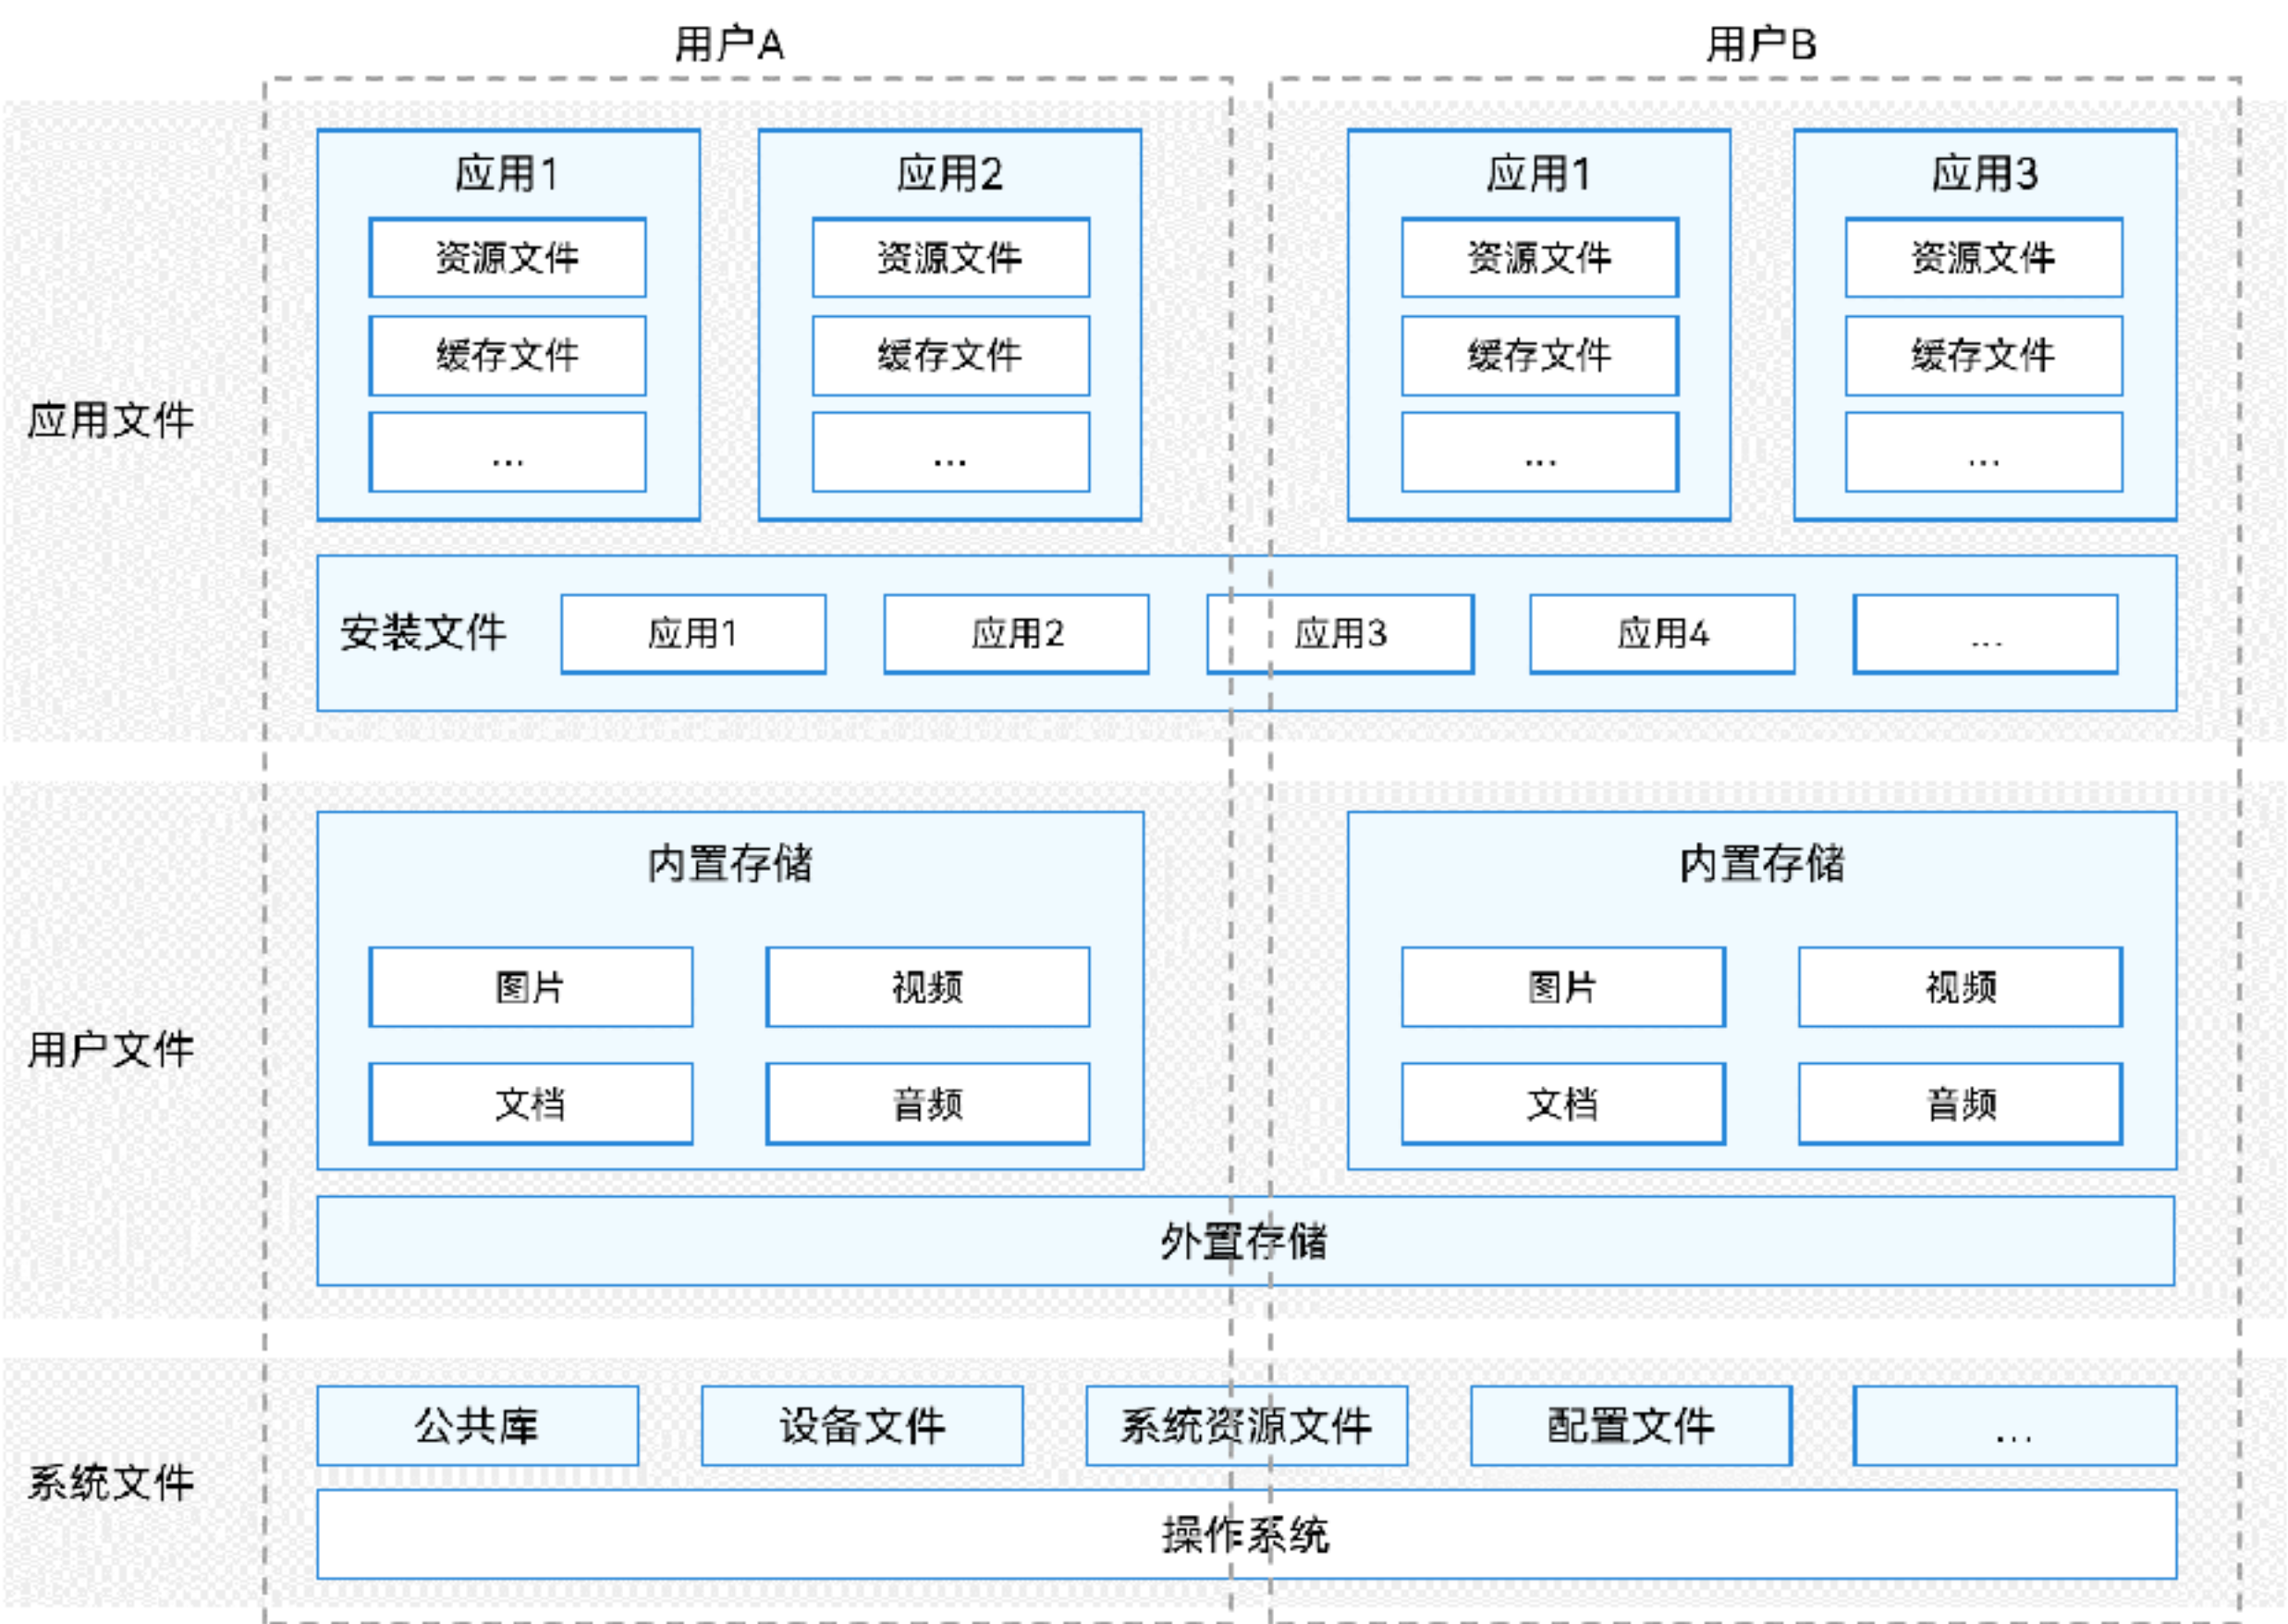 用户A
用户B
应用文件
应用1
资源文件
缓存文件
...
应用2
资源文件
缓存文件
...
应用1
资源文件
缓存文件
...
应用3
资源文件
缓存文件
...
安装文件
应用1
应用2
应用3
应用4
...
用户文件
内置存储
图片
视频
文档
音频
内置存储
图片
视频
文档
音频
外置存储
系统文件
公共库
设备文件
系统资源文件
配置文件
...
操作系统